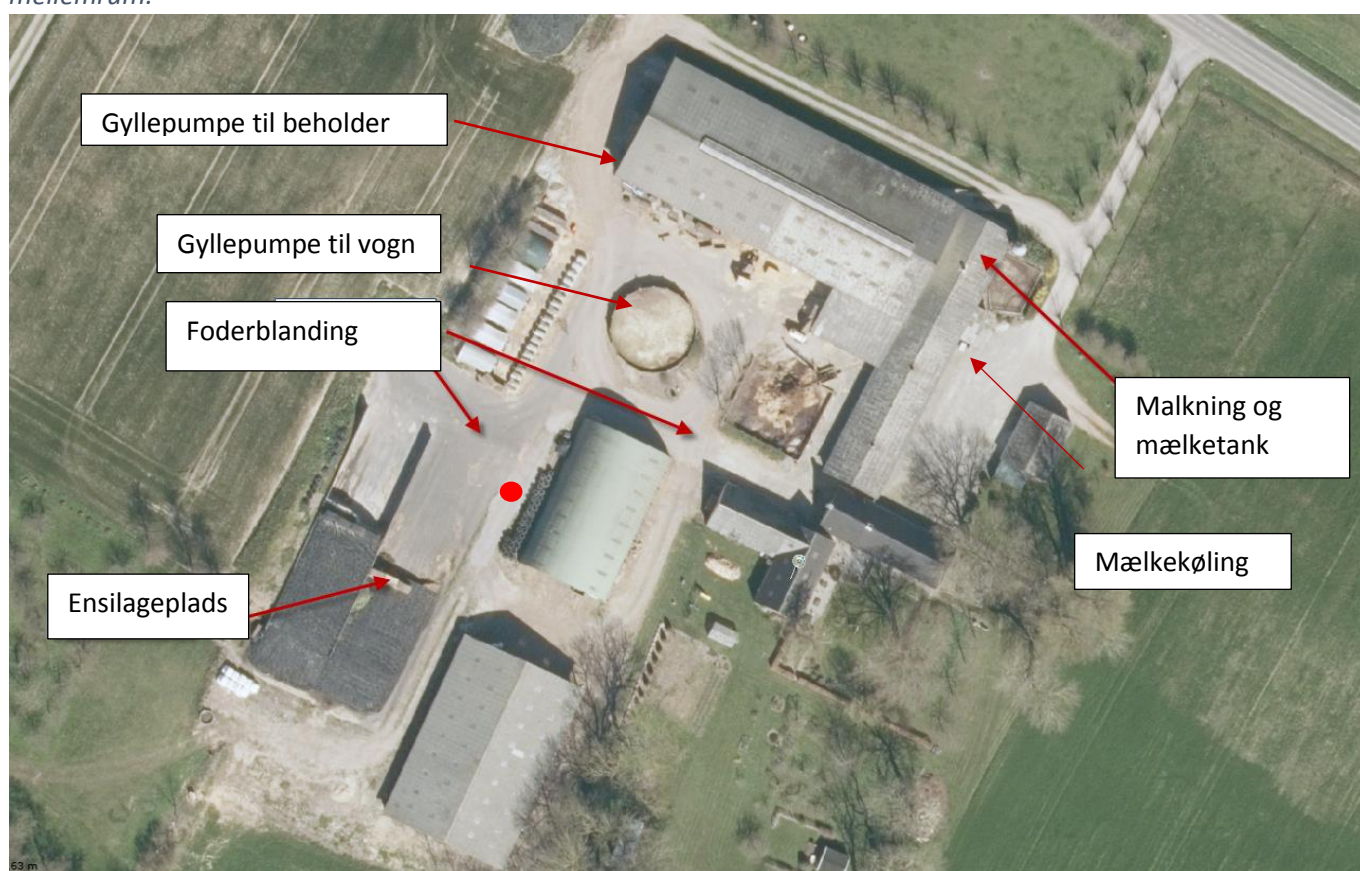 mellemrum.
Gyllepumpe til beholder
Gyllepumpe til vogn
Foderblanding
Malkning og
mælketank
Mælkekøling
Ensilageplads
63 m